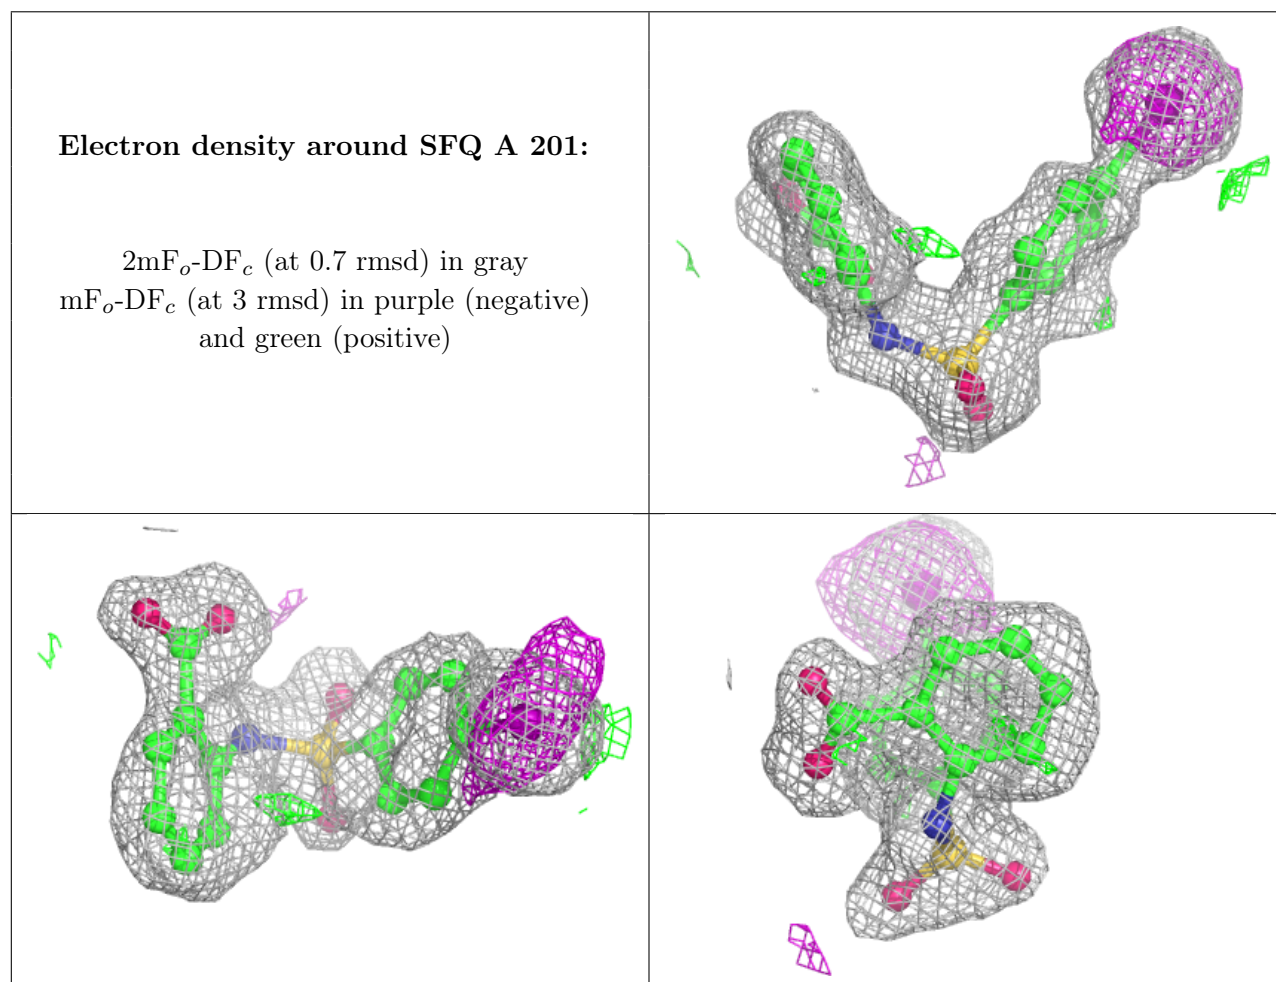 Electron density around SFQ A 201:
2mFo-DFc (at 0.7 rmsd) in gray
mFo-DFc (at 3 rmsd) in purple (negative)
and green (positive)